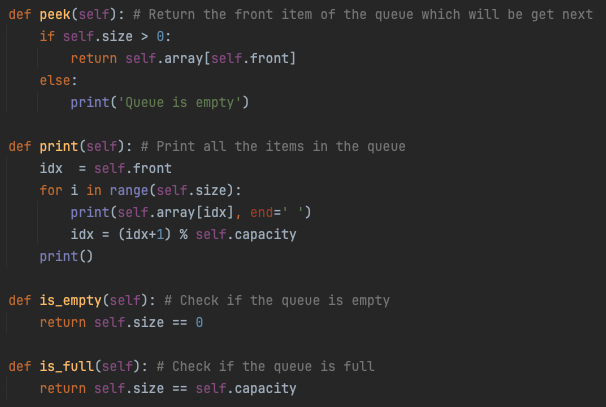 def peek(self): # Return the front item of the queue which will be get next
    if self.size > 0:
        return self.array[self.front]
    else:
        print('Queue is empty')

def print(self): # Print all the items in the queue
    idx  = self.front
    for i in range(self.size):
        print(self.array[idx], end=' ')
        idx = (idx+1) % self.capacity
    print()

def is_empty(self): # Check if the queue is empty
    return self.size == 0

def is_full(self): # Check if the queue is full
    return self.size == self.capacity